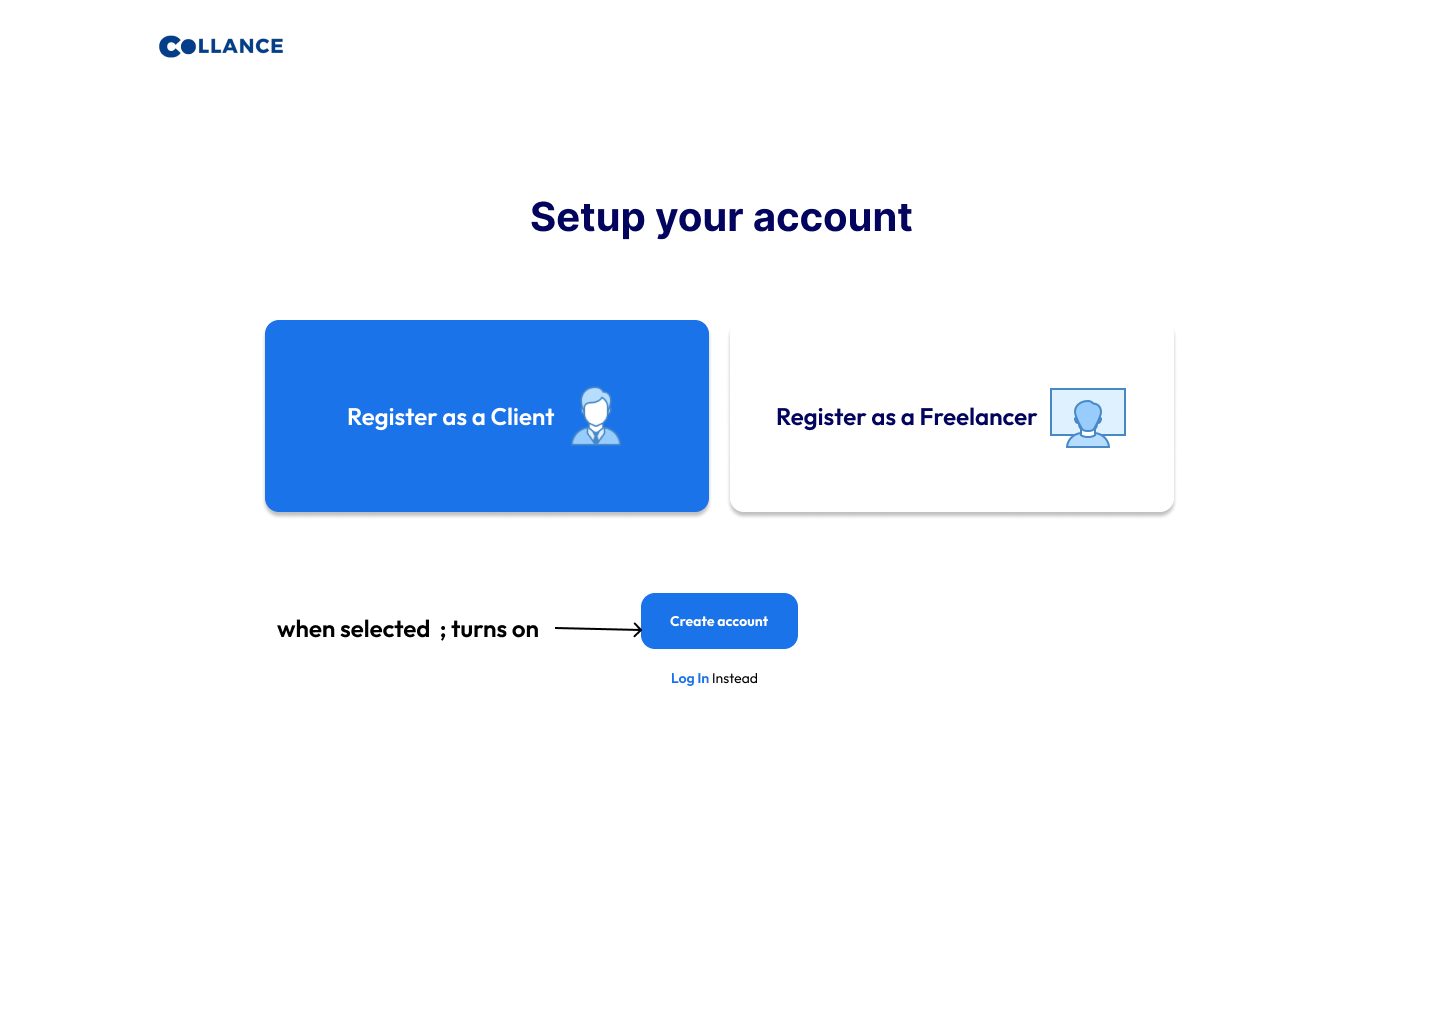 COLLANCE
Setup your account
Register as a Client
Register as a Freelancer
when selected ; turns on
Create account
Log In Instead